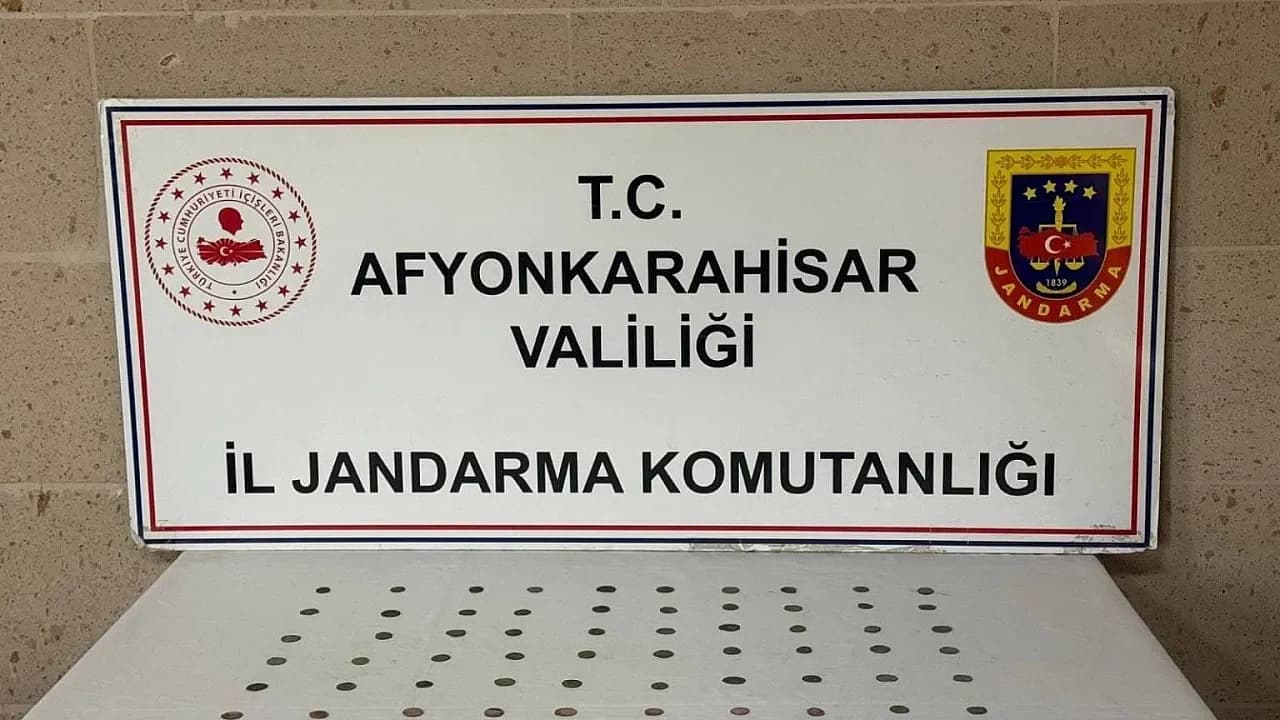 T.C.
AFYONKARAHİSAR
VALİLİĞİ
İL JANDARMA KOMUTANLIĞI
TÜRKİYE CUMHURİYETİ İÇİŞLERİ BAKANLIĞI
1839
JANDARMA